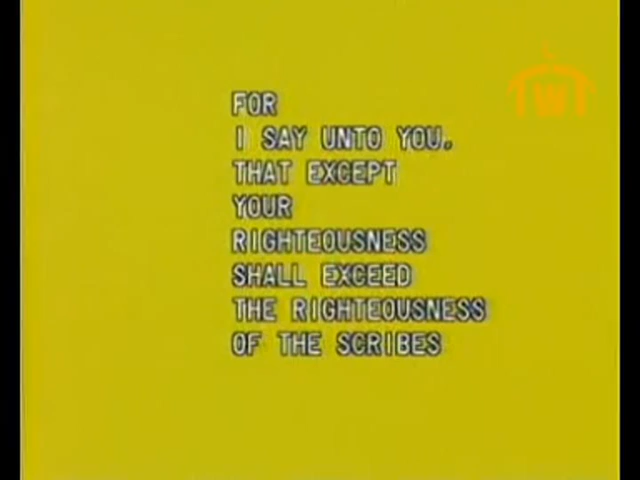 W
FOR
I SAY UNTO YOU.
THAT EXCEPT
YOUR
RIGHTEOUSNESS
SHALL EXCEED
THE RIGHTEOUSNESS
OF THE SCRIBES